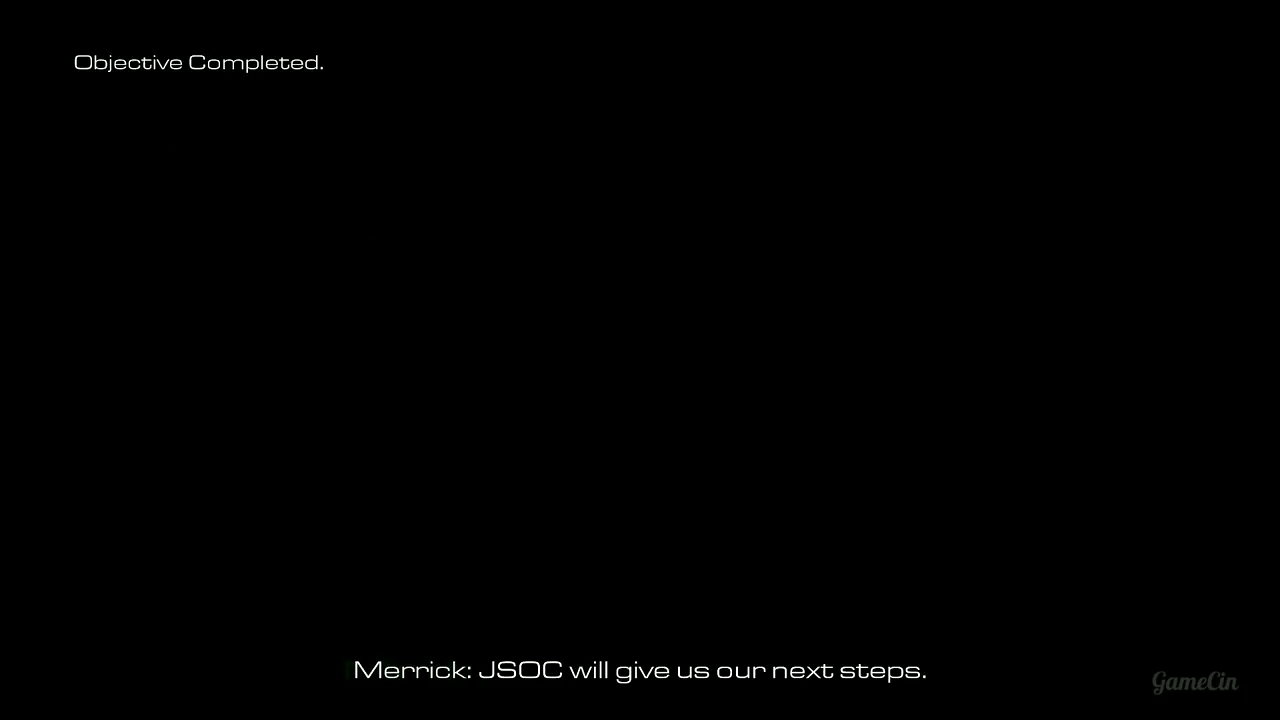 Objective Completed.
Merrick: JSOC will give us our next steps.
GameCin